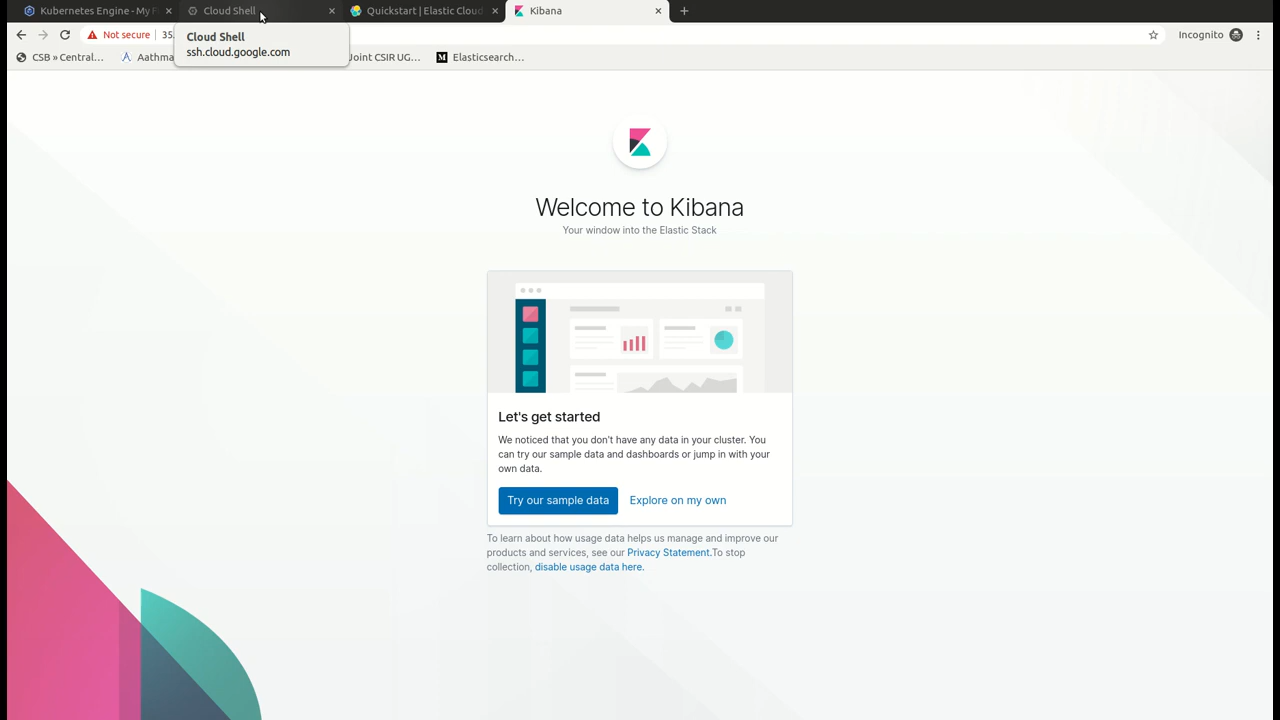 Kubernetes Engine - My
Cloud Shell
Quickstart | Elastic Cloud
Kibana
Not secure
35.
Incognito
Cloud Shell
ssh.cloud.google.com
CSB » Central...
Aathma
Joint CSIR UG...
Elasticsearch...
Welcome to Kibana
Your window into the Elastic Stack
Let's get started
We noticed that you don't have any data in your cluster. You
can try our sample data and dashboards or jump in with your
own data.
Try our sample data
Explore on my own
To learn about how usage data helps us manage and improve our
products and services, see our Privacy Statement.To stop
collection, disable usage data here.